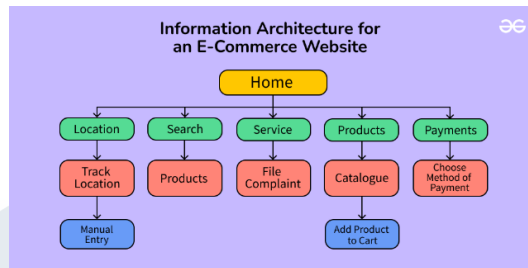 Information Architecture for
an E-Commerce Website
Home
Location
Search
Service
Products
Payments
Track
Location
Products
File
Complaint
Catalogue
Choose
Method of
Payment
Manual
Entry
Add Product
to Cart